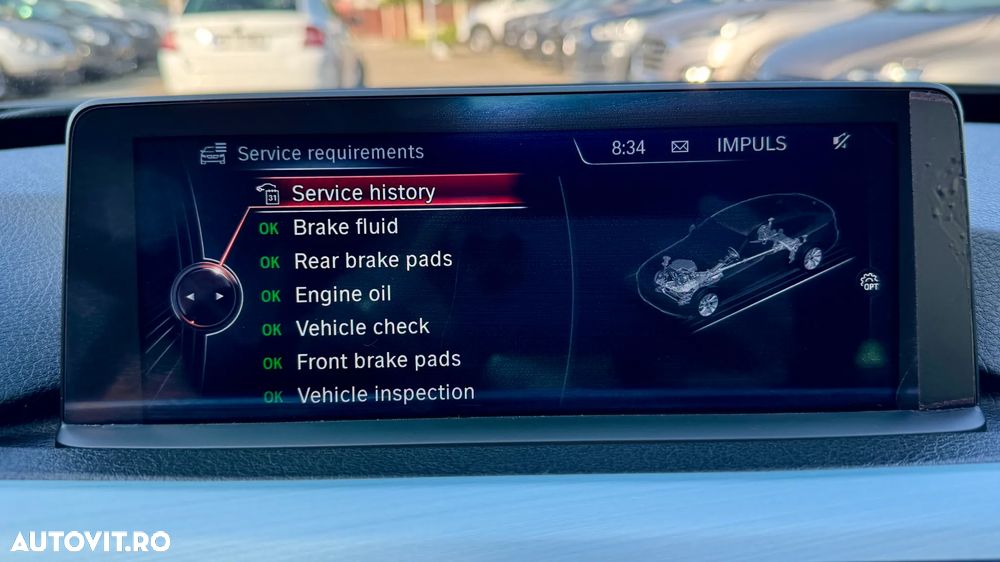 Service requirements
8:34 IMPULS
31 Service history
OK Brake fluid
OK Rear brake pads
OK Engine oil
OK Vehicle check
OK Front brake pads
OK Vehicle inspection
OPT
AUTOVIT.RO